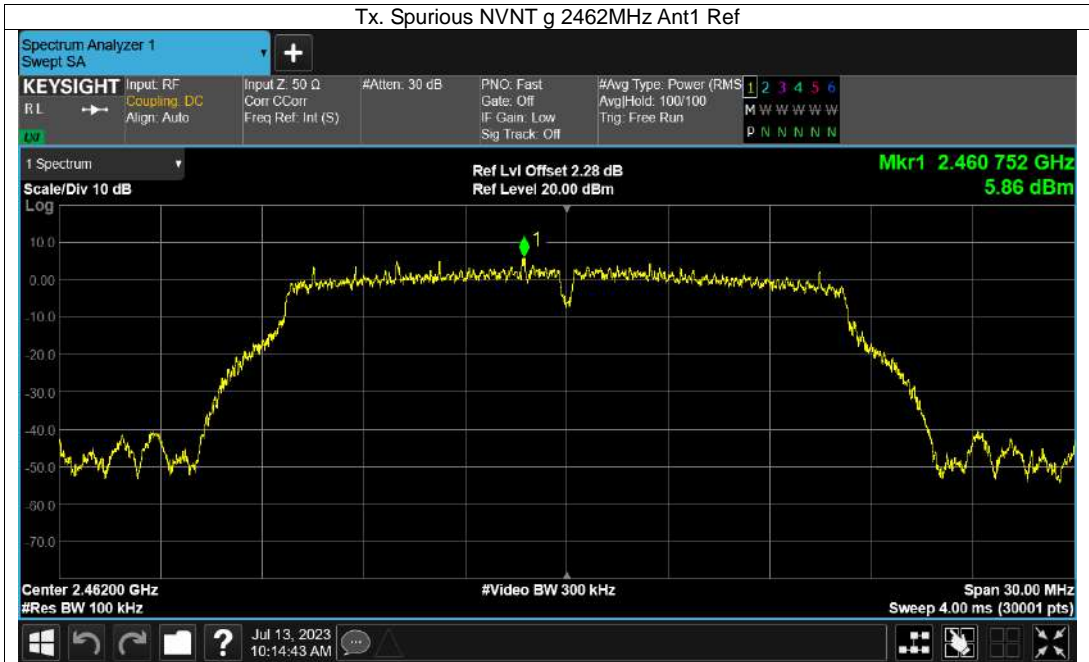 Tx. Spurious NVNT g 2462MHz Ant1 Ref
Spectrum Analyzer 1
Swept SA
+
KEYSIGHT
R L
LXI
Input: RF
Coupling: DC
Align: Auto
Input Z: 50 Ω
Corr CCorr
Freq Ref: Int (S)
#Atten: 30 dB
PNO: Fast
Gate: Off
IF Gain: Low
Sig Track: Off
#Avg Type: Power (RMS
Avg|Hold: 100/100
Trig: Free Run
1 2 3 4 5 6
M W W W W W
P N N N N N
1 Spectrum
Scale/Div 10 dB
Log
Ref Lvl Offset 2.28 dB
Ref Level 20.00 dBm
Mkr1 2.460 752 GHz
5.86 dBm
1
10.0
0.00
-10.0
-20.0
-30.0
-40.0
-50.0
-60.0
-70.0
Center 2.46200 GHz
#Res BW 100 kHz
#Video BW 300 kHz
Span 30.00 MHz
Sweep 4.00 ms (30001 pts)
?
Jul 13, 2023
10:14:43 AM